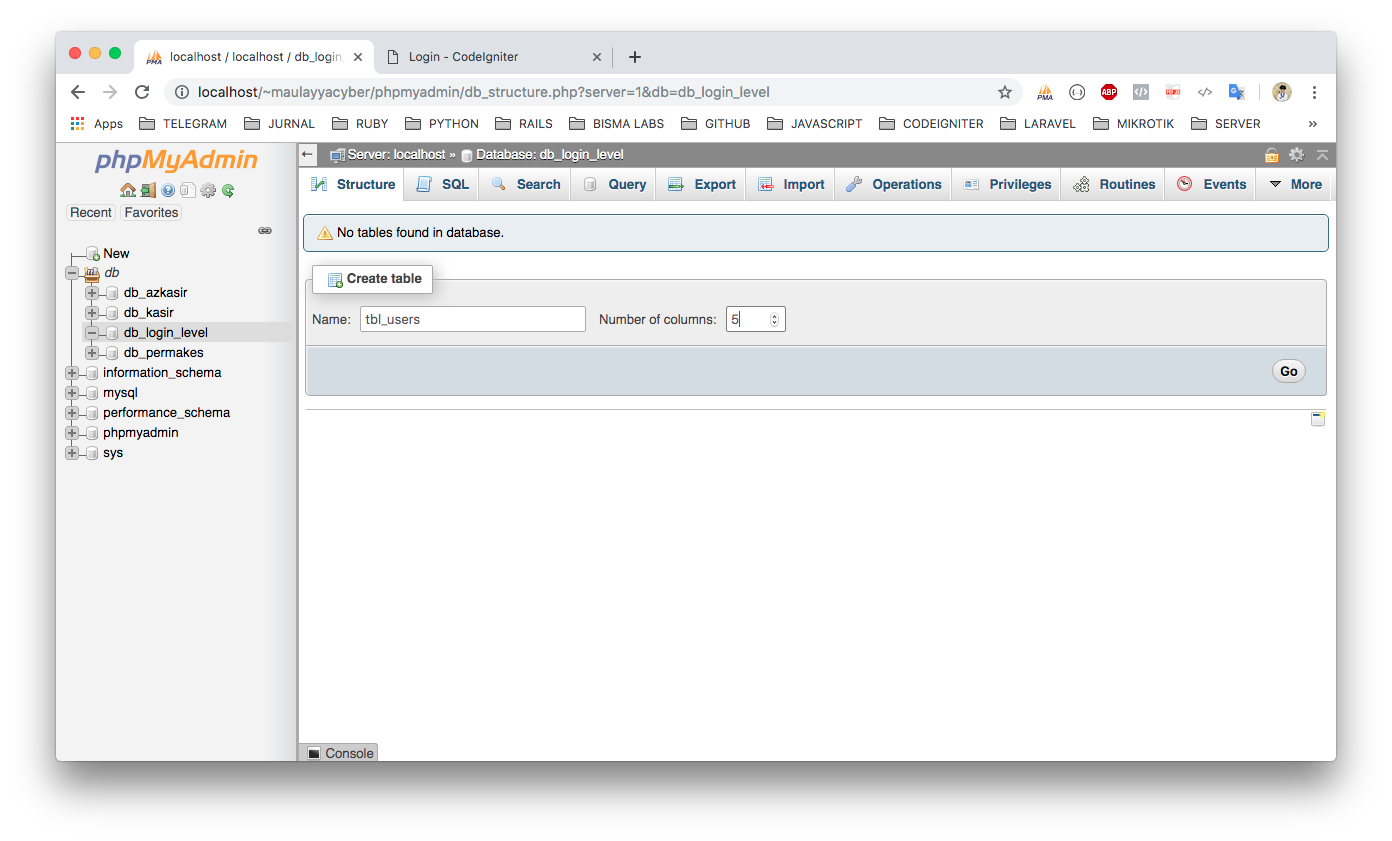 localhost / localhost / db_login_
Login - CodeIgniter
localhost/~maulayyacyber/phpmyadmin/db_structure.php?server=1&db=db_login_level
PMA
ABP
Apps TELEGRAM JURNAL RUBY PYTHON RAILS BISMA LABS GITHUB JAVASCRIPT CODEIGNITER LARAVEL MIKROTIK SERVER »
phpMyAdmin
Recent Favorites
New
db
db_azkasir
db_kasir
db_login_level
db_permakes
information_schema
mysql
performance_schema
phpmyadmin
sys
Server: localhost » Database: db_login_level
Structure SQL Search Query Export Import Operations Privileges Routines Events More
No tables found in database.
Create table
Name: tbl_users Number of columns: 5
Go
Console